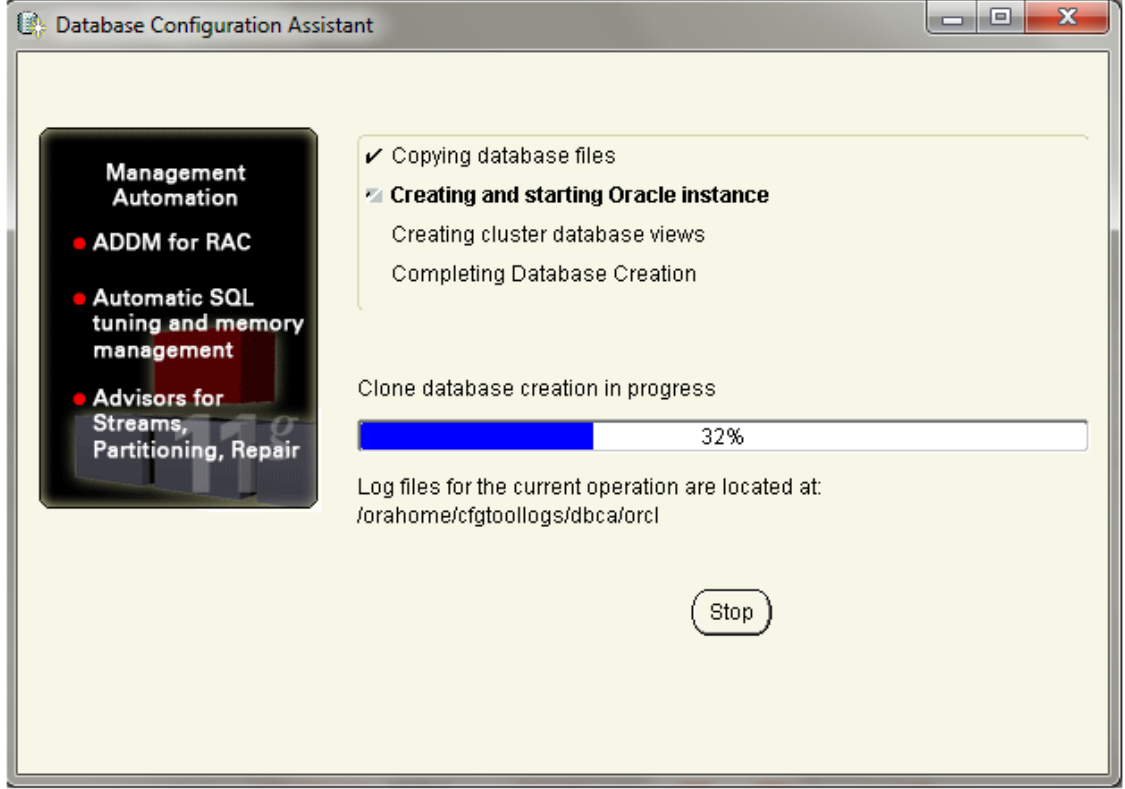 Database Configuration Assistant
Management
Automation
ADDM for RAC
Automatic SQL
tuning and memory
management
Advisors for
Streams,
Partitioning, Repair
11g
Copying database files
Creating and starting Oracle instance
Creating cluster database views
Completing Database Creation
Clone database creation in progress
32%
Log files for the current operation are located at:
/orahome/cfgtoollogs/dbca/orcl
Stop